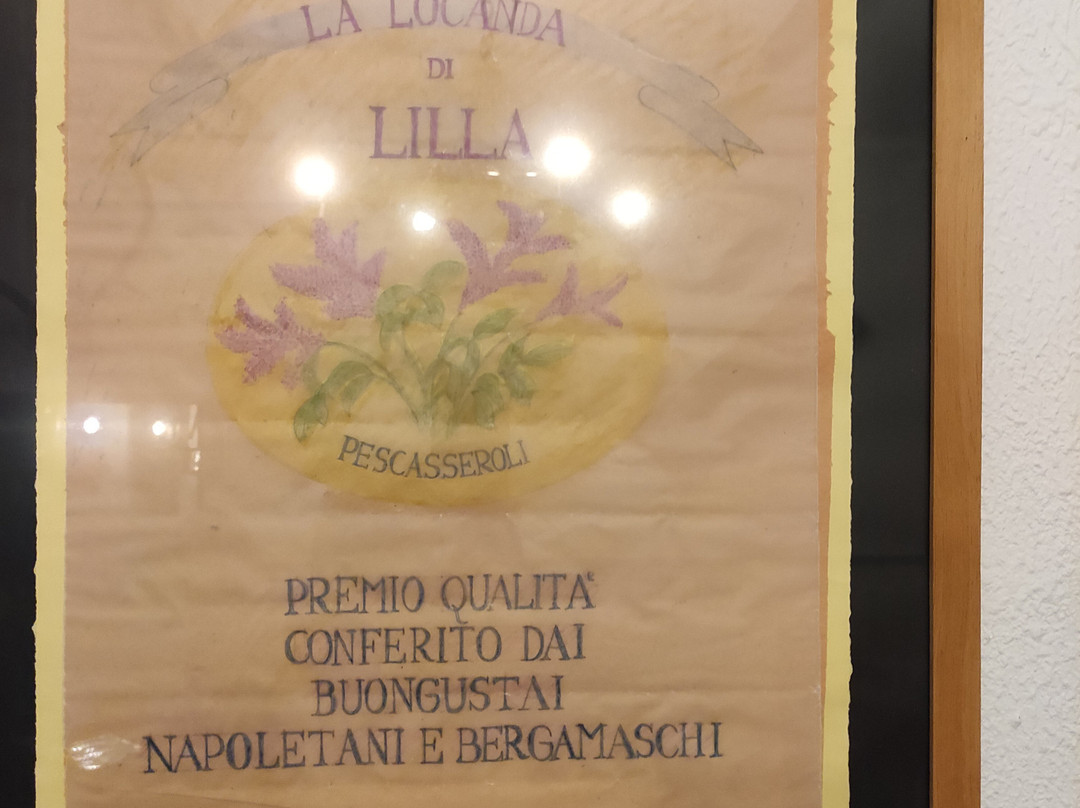 LA LOCANDA
DI
LILLA
PESCASSEROLI
PREMIO QUALITA'
CONFERITO DAI
BUONGUSTAI
NAPOLETANI E BERGAMASCHI